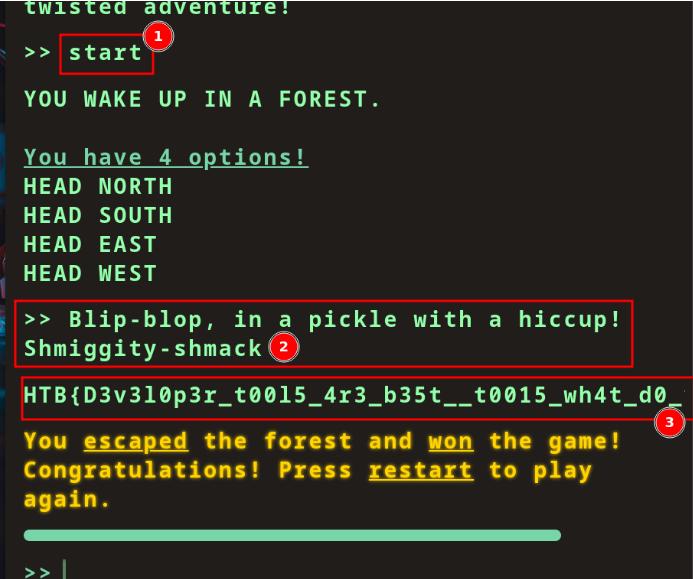 twisted adventure!
>> start
1
YOU WAKE UP IN A FOREST.
You have 4 options!
HEAD NORTH
HEAD SOUTH
HEAD EAST
HEAD WEST
>> Blip-blop, in a pickle with a hiccup!
Shmiggity-shmack
2
HTB{D3v3l0p3r_t00l5_4r3_b35t__t0015_wh4t_d0_
3
You escaped the forest and won the game!
Congratulations! Press restart to play
again.
>>